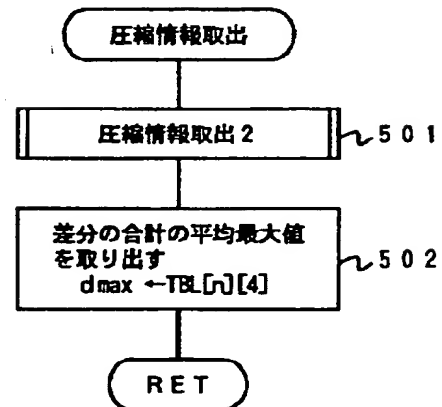 圧縮情報取出
圧縮情報取出2
501
差分の合計の平均最大値
を取り出す
dmax ←TBL[n][4]
502
RET